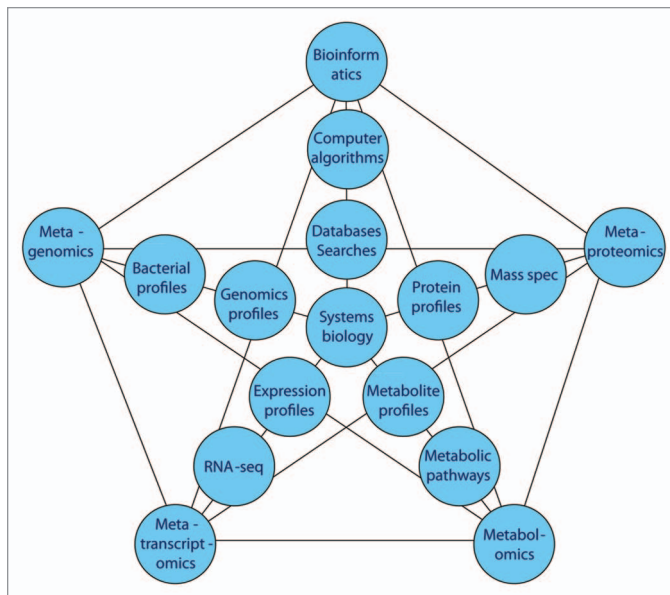 Bioinform
atics
Computer
algorithms
Databases
Searches
Meta -
genomics
Meta-
proteomics
Bacterial
profiles
Mass spec
Genomics
profiles
Protein
profiles
Systems
biology
Expression
profiles
Metabolite
profiles
RNA-seq
Metabolic
pathways
Meta -
transcript -
omics
Metabol-
omics